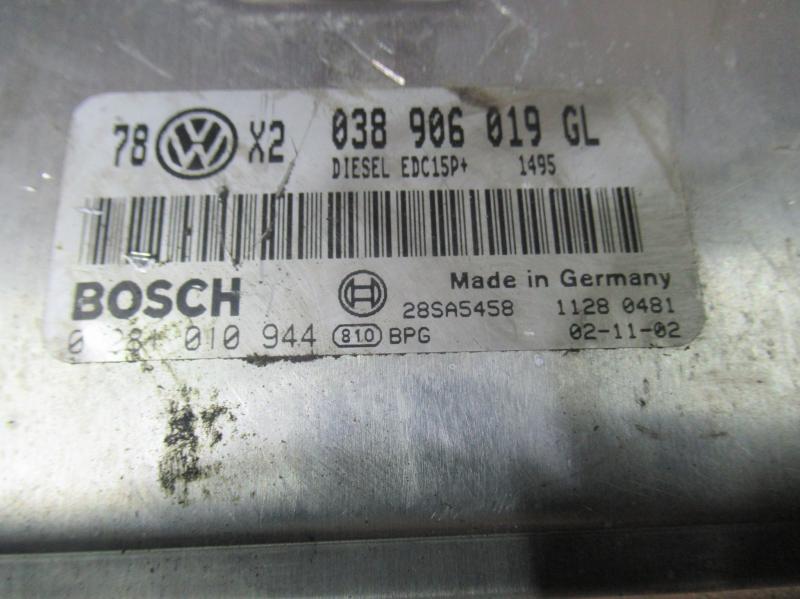 78 VW X2 038 906 019 GL
DIESEL EDC15P+ 1495
Made in Germany
BOSCH 28SA5458 1128 0481
0 281 010 944 810 BPG 02-11-02